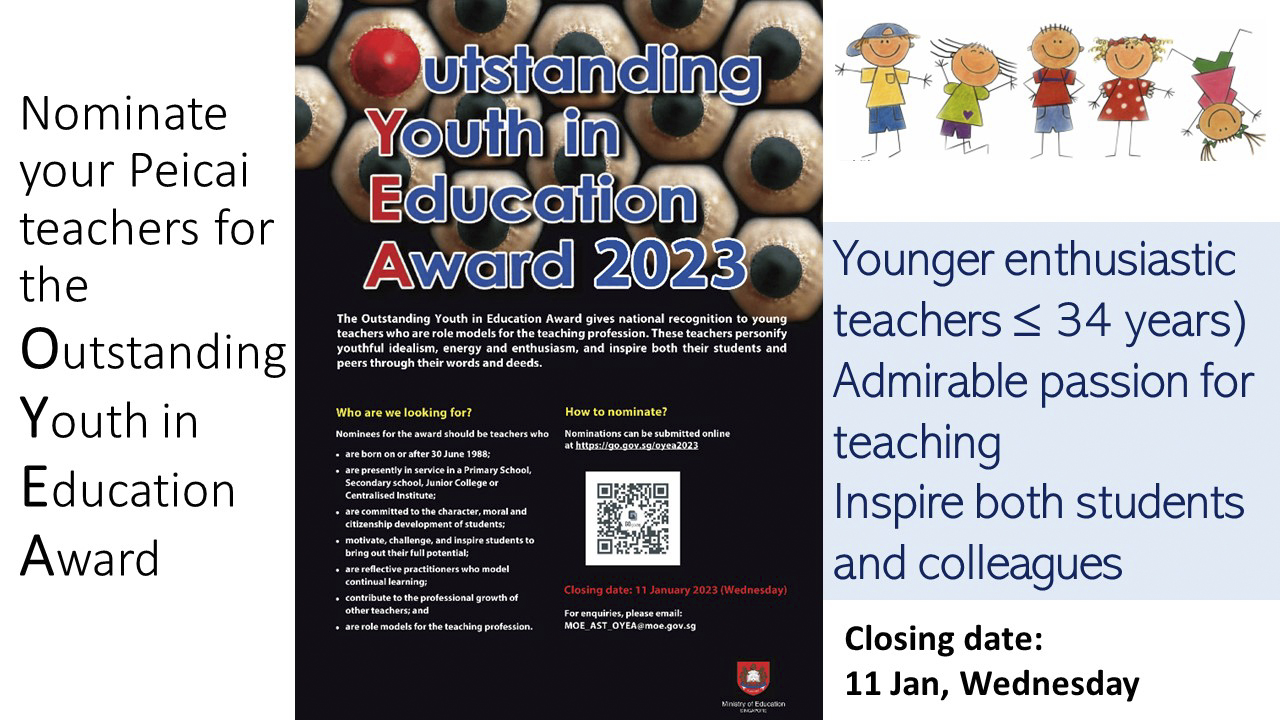 Nominate
your Peicai
teachers for
the
Outstanding
Youth in
Education
Award
Outstanding
Youth in
Education
Award 2023
The Outstanding Youth in Education Award gives national recognition to young
teachers who are role models for the teaching profession. These teachers personify
youthful idealism, energy and enthusiasm, and inspire both their students and
peers through their words and deeds.
Who are we looking for?
Nominees for the award should be teachers who
• are born on or after 30 June 1988;
• are presently in service in a Primary School,
Secondary school, Junior College or
Centralised Institute;
• are committed to the character, moral and
citizenship development of students;
• motivate, challenge, and inspire students to
bring out their full potential;
• are reflective practitioners who model
continual learning;
• contribute to the professional growth of
other teachers; and
• are role models for the teaching profession.
How to nominate?
Nominations can be submitted online
at https://go.gov.sg/oyea2023
Closing date: 11 January 2023 (Wednesday)
For enquiries, please email:
MOE_AST_OYEA@moe.gov.sg
Ministry of Education
SINGAPORE
Younger enthusiastic
teachers ≤ 34 years)
Admirable passion for
teaching
Inspire both students
and colleagues
Closing date:
11 Jan, Wednesday